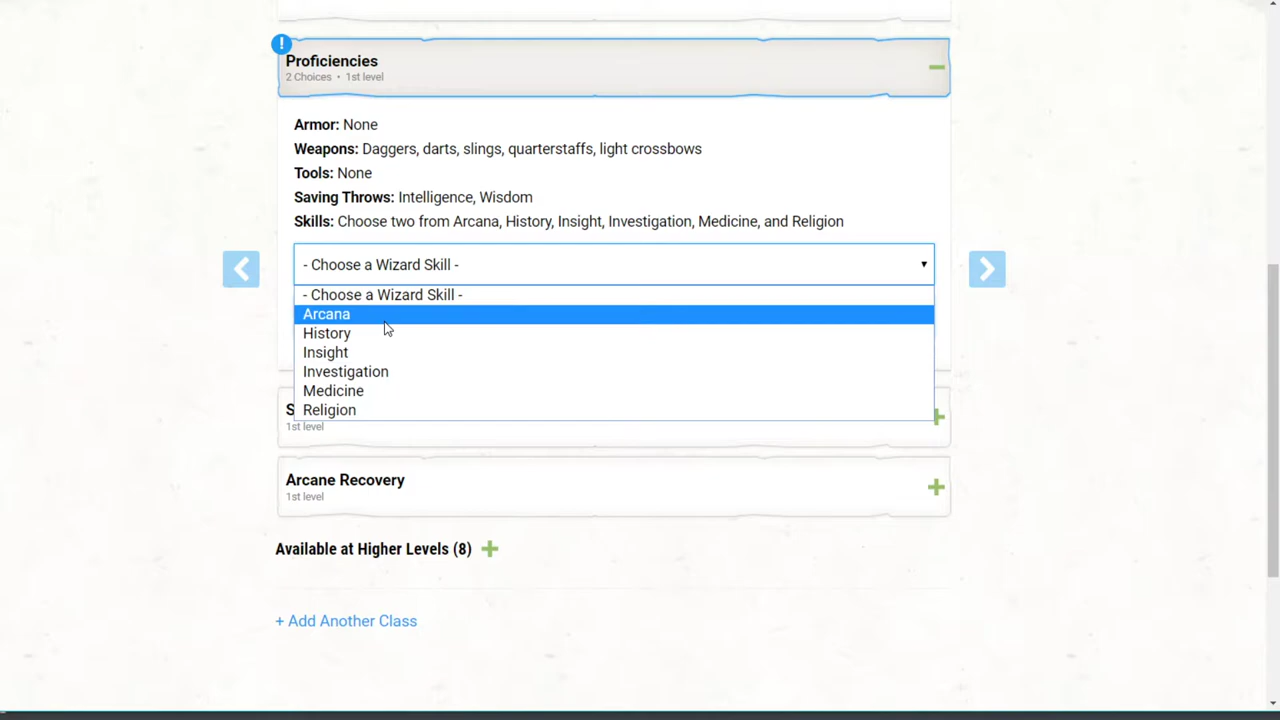 !
Proficiencies
2 Choices • 1st level
Armor: None
Weapons: Daggers, darts, slings, quarterstaffs, light crossbows
Tools: None
Saving Throws: Intelligence, Wisdom
Skills: Choose two from Arcana, History, Insight, Investigation, Medicine, and Religion
- Choose a Wizard Skill -
- Choose a Wizard Skill -
Arcana
History
Insight
Investigation
Medicine
Religion
S
1st level
Arcane Recovery
1st level
Available at Higher Levels (8)
+ Add Another Class